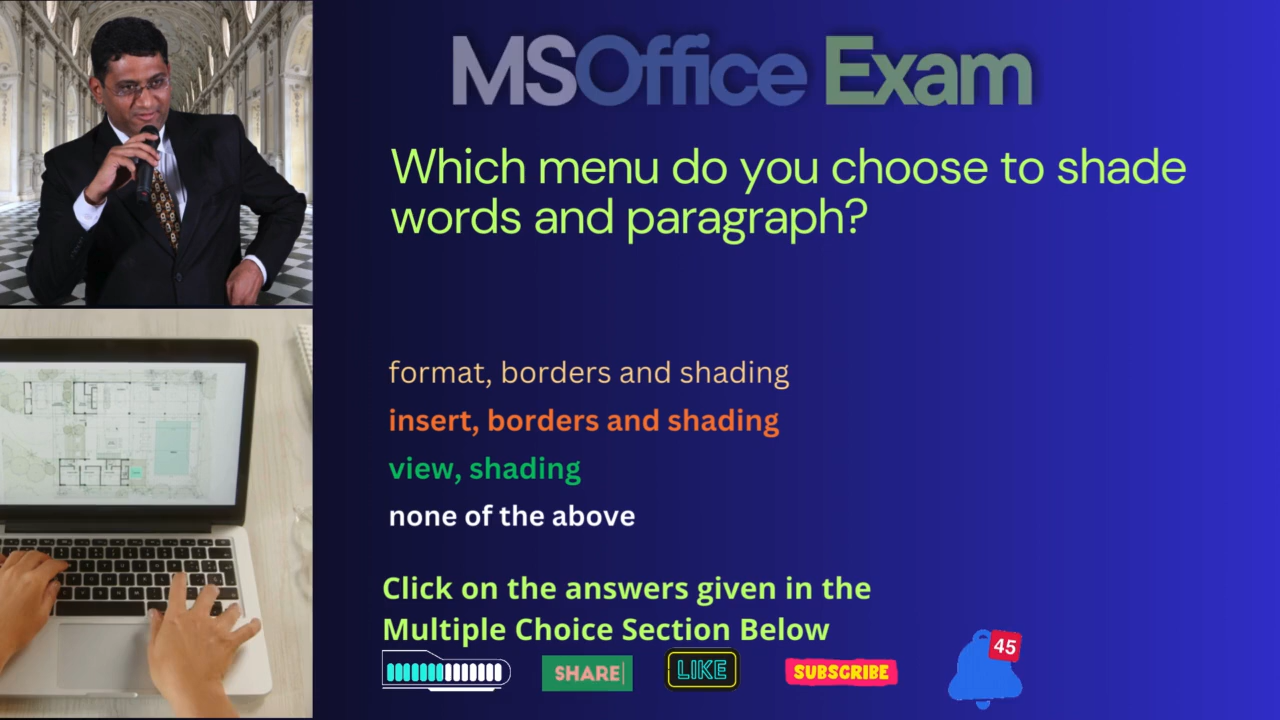 MSOffice Exam
Which menu do you choose to shade
words and paragraph?
format, borders and shading
insert, borders and shading
view, shading
none of the above
Click on the answers given in the
Multiple Choice Section Below
SHARE
LIKE
SUBSCRIBE
45